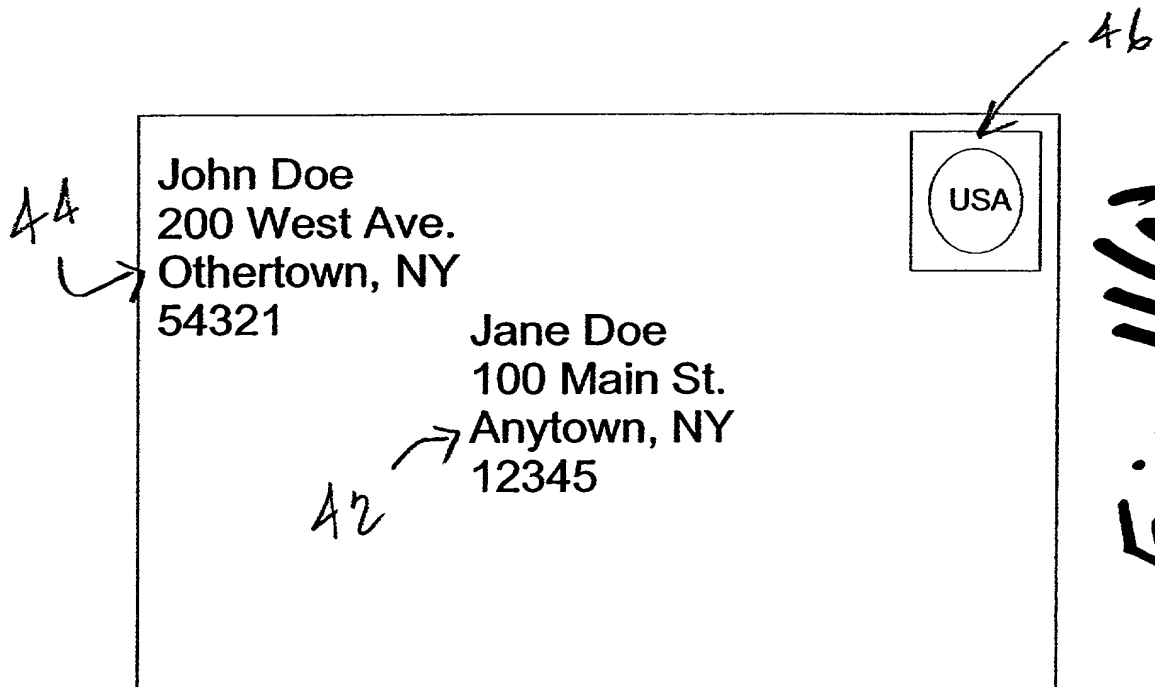 46
John Doe
200 West Ave.
Othertown, NY
54321
USA
44
Jane Doe
100 Main St.
Anytown, NY
12345
42